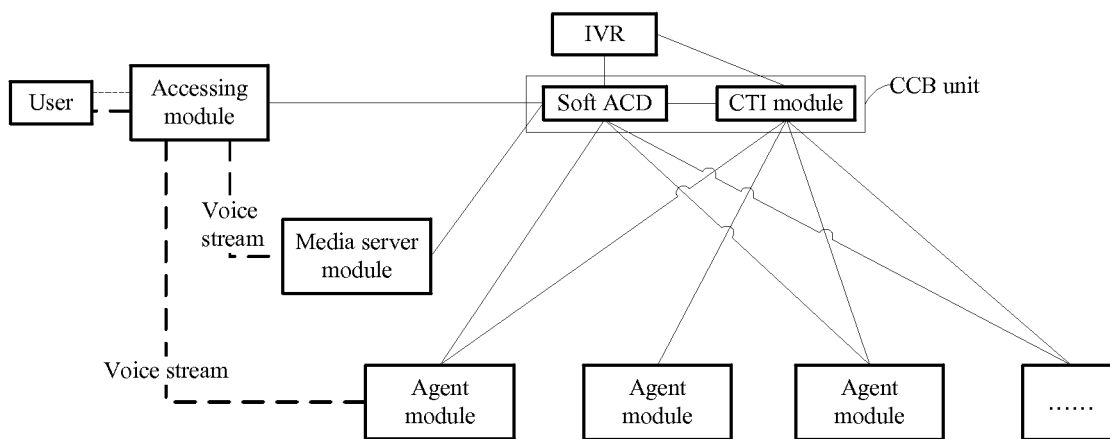 IVR
User
Accessing
module
Soft ACD
CTI module
CCB unit
Voice
stream
Media server
module
Voice stream
Agent
module
Agent
module
Agent
module
......